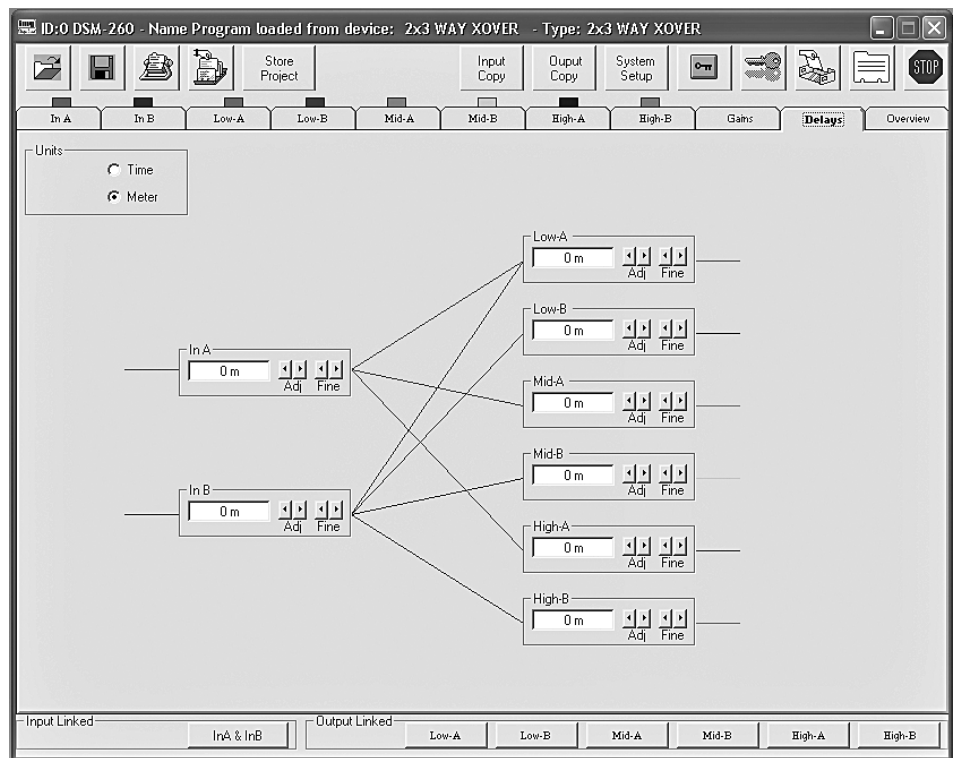 ID:0 DSM-260 - Name Program loaded from device: 2x3 WAY XOVER - Type: 2x3 WAY XOVER
Store Project
Input Copy
Ouput Copy
System Setup
STOP
In A
In B
Low-A
Low-B
Mid-A
Mid-B
High-A
High-B
Gains
Delays
Overview
Units
Time
Meter
Low-A
0 m
Adj Fine
Low-B
0 m
Adj Fine
In A
0 m
Adj Fine
Mid-A
0 m
Adj Fine
Mid-B
0 m
Adj Fine
In B
0 m
Adj Fine
High-A
0 m
Adj Fine
High-B
0 m
Adj Fine
Input Linked
InA & InB
Output Linked
Low-A
Low-B
Mid-A
Mid-B
High-A
High-B